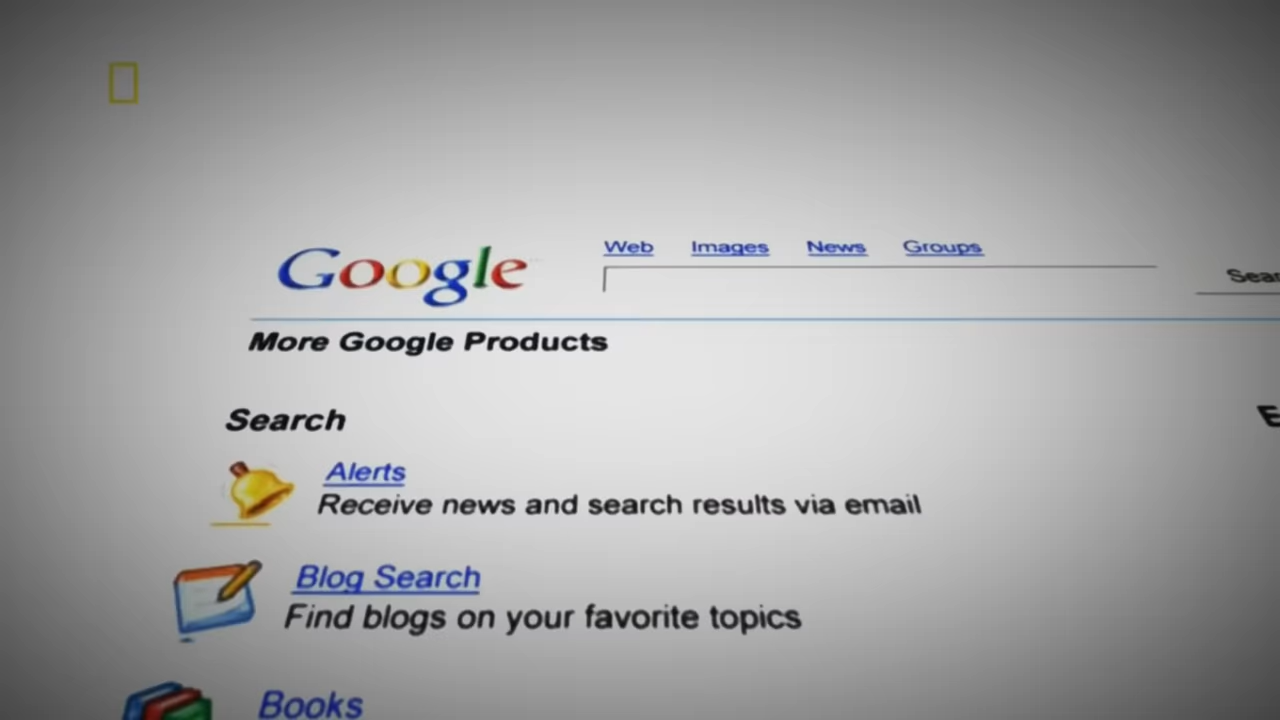 Web Images News Groups
Google
More Google Products
Search
Alerts
Receive news and search results via email
Blog Search
Find blogs on your favorite topics
Books